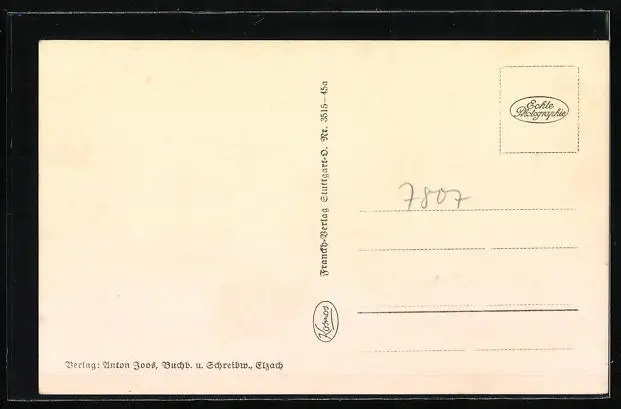 Echte
Photographie
7807
Franckh-Verlag Stuttgart-O. Nr. 3515—45a
Kosmos
Verlag: Anton Joos, Buchh. u. Schreibw., Elzach